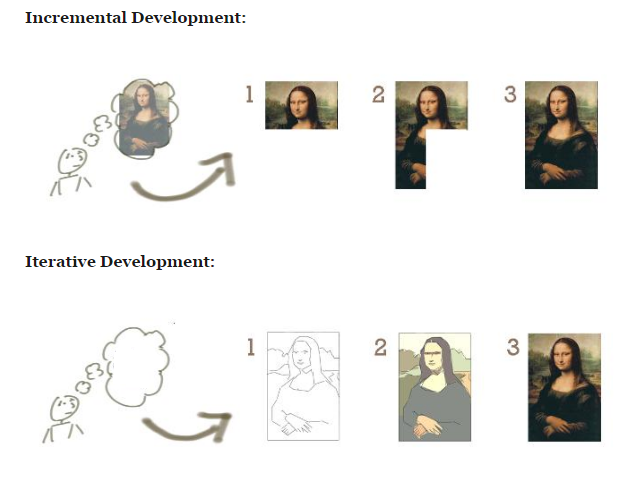 Incremental Development:
1 2 3
Iterative Development:
1 2 3